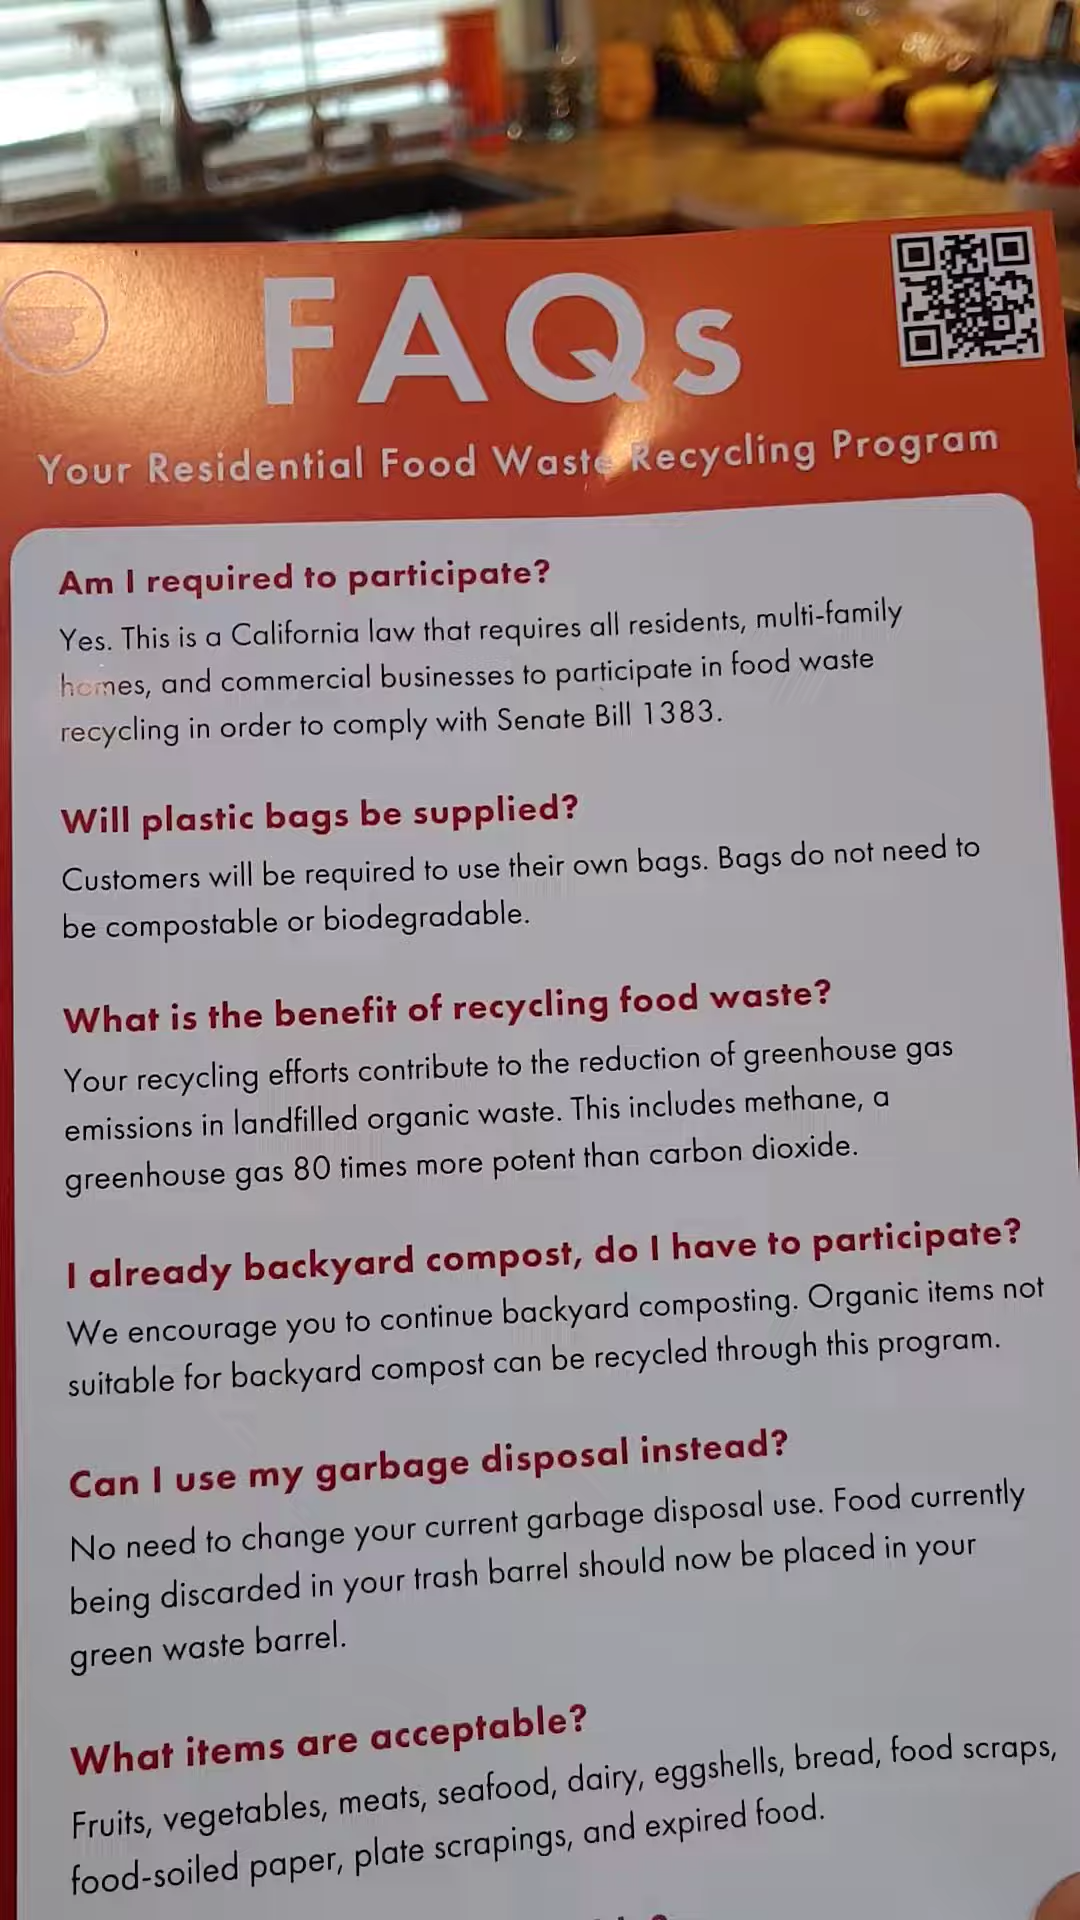 FAQs
Your Residential Food Waste Recycling Program
Am I required to participate?
Yes. This is a California law that requires all residents, multi-family
homes, and commercial businesses to participate in food waste
recycling in order to comply with Senate Bill 1383.
Will plastic bags be supplied?
Customers will be required to use their own bags. Bags do not need to
be compostable or biodegradable.
What is the benefit of recycling food waste?
Your recycling efforts contribute to the reduction of greenhouse gas
emissions in landfilled organic waste. This includes methane, a
greenhouse gas 80 times more potent than carbon dioxide.
I already backyard compost, do I have to participate?
We encourage you to continue backyard composting. Organic items not
suitable for backyard compost can be recycled through this program.
Can I use my garbage disposal instead?
No need to change your current garbage disposal use. Food currently
being discarded in your trash barrel should now be placed in your
green waste barrel.
What items are acceptable?
Fruits, vegetables, meats, seafood, dairy, eggshells, bread, food scraps,
food-soiled paper, plate scrapings, and expired food.